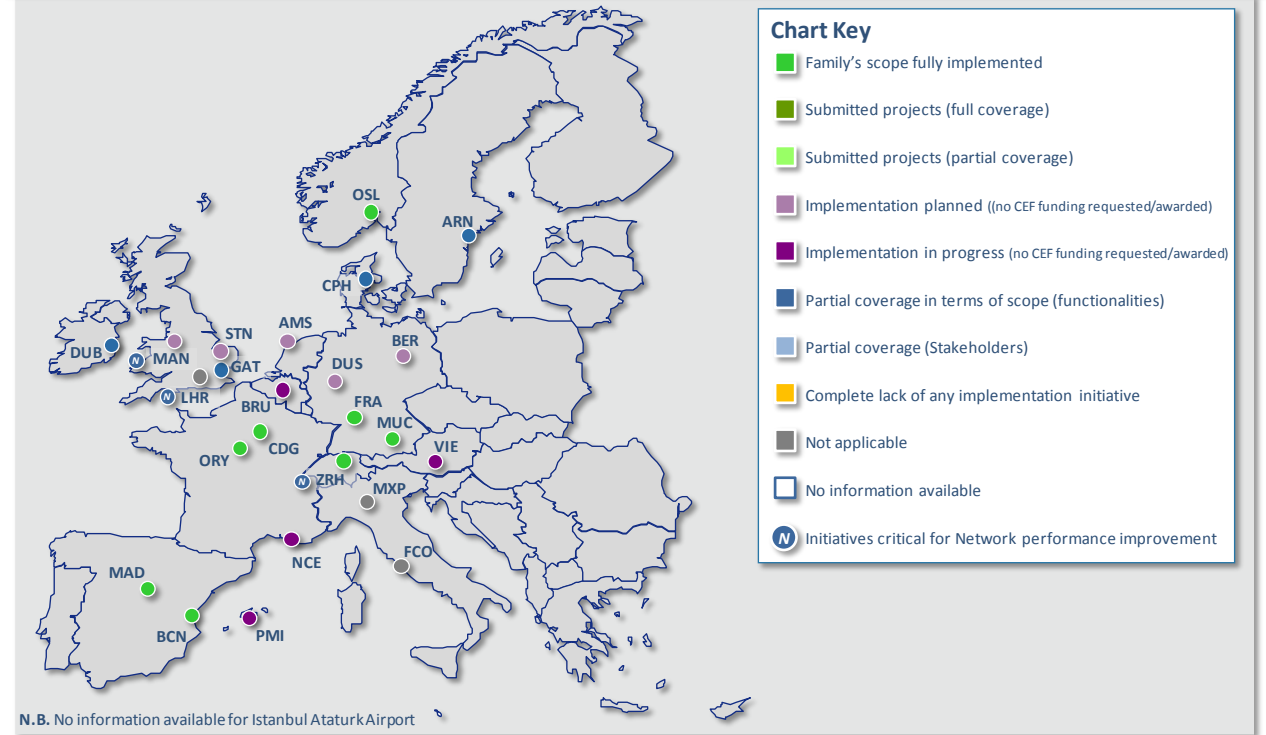 Chart Key
Family's scope fully implemented
Submitted projects (full coverage)
Submitted projects (partial coverage)
Implementation planned ((no CEF funding requested/awarded)
Implementation in progress (no CEF funding requested/awarded)
Partial coverage in terms of scope (functionalities)
Partial coverage (Stakeholders)
Complete lack of any implementation initiative
Not applicable
No information available
N Initiatives critical for Network performance improvement
OSL
ARN
CPH
AMS
STN
BER
DUB
N
MAN
GAT
DUS
N
LHR
BRU
FRA
MUC
CDG
ORY
VIE
N
ZRH
MXP
NCE
FCO
MAD
BCN
PMI
N.B. No information available for Istanbul Ataturk Airport